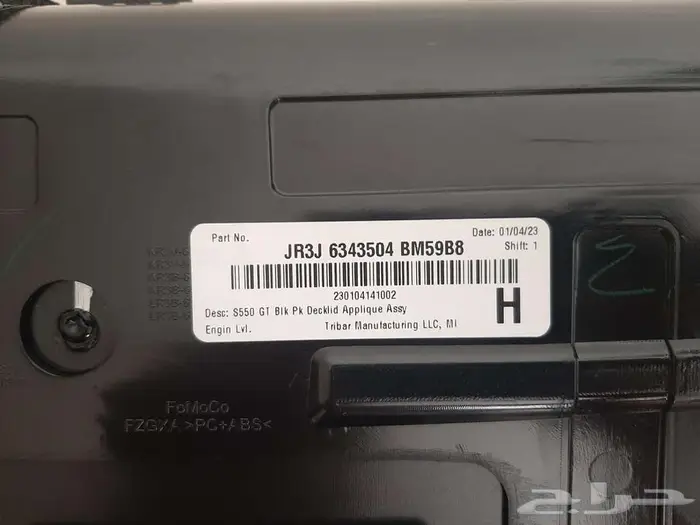 Part No.
Date: 01/04/23
JR3J 6343504 BM59B8
Shift: 1
230104141002
Desc: S550 GT Blk Pk Decklid Applique Assy
H
Engin Lvl.
Tribar Manufacturing LLC, MI
FoMoCo
FZGXA >PC+ABS<
حراج